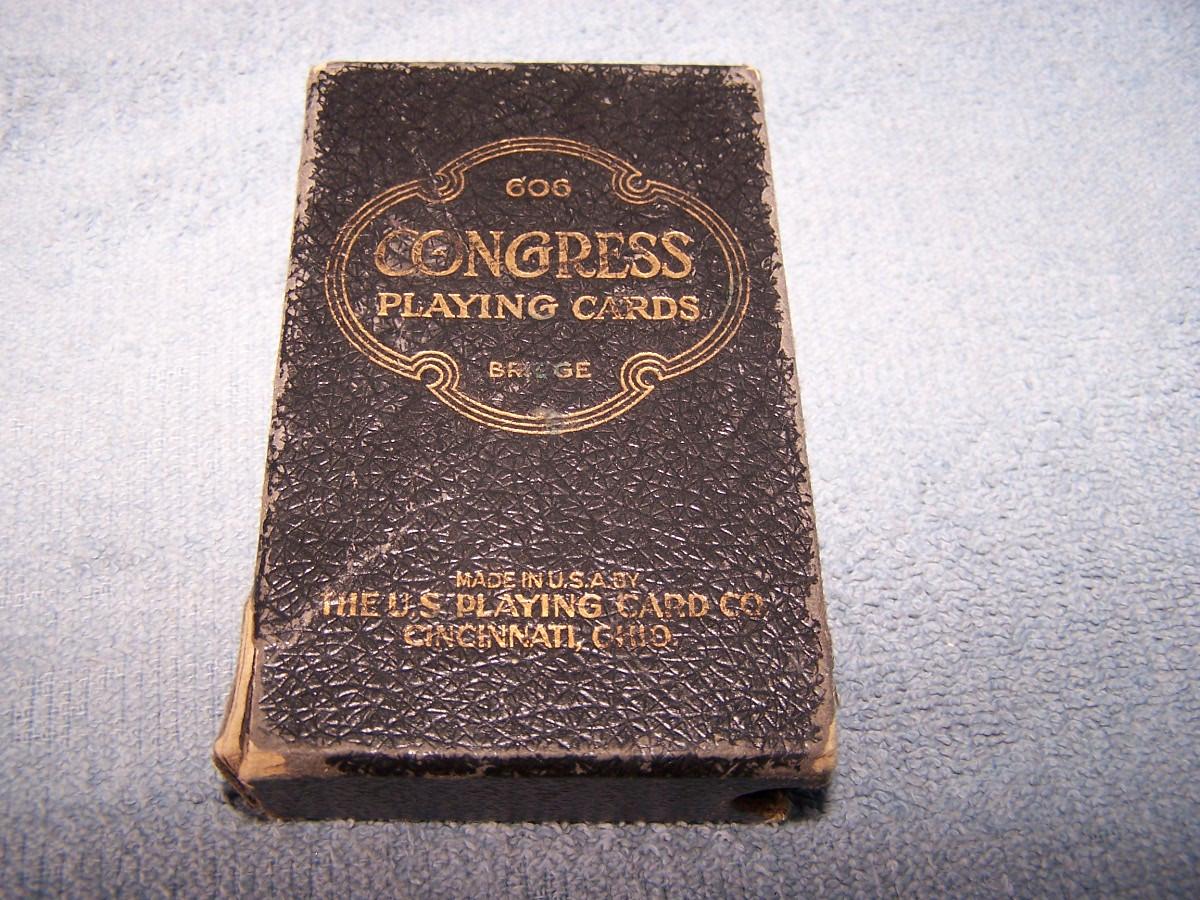 606
CONGRESS
PLAYING CARDS
BRIDGE
MADE IN U.S.A. BY
THE U.S. PLAYING CARD CO.
CINCINNATI, OHIO.